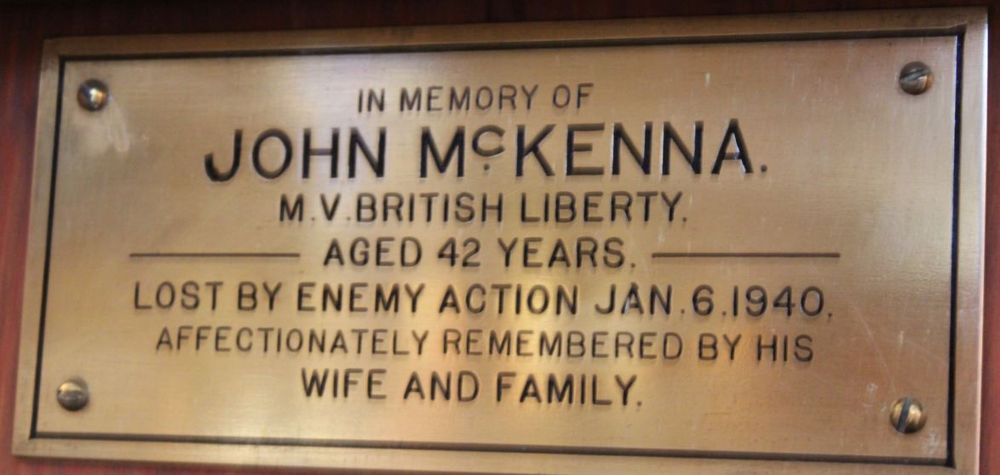 IN MEMORY OF
JOHN McKENNA.
M.V. BRITISH LIBERTY.
AGED 42 YEARS.
LOST BY ENEMY ACTION JAN. 6. 1940.
AFFECTIONATELY REMEMBERED BY HIS
WIFE AND FAMILY.